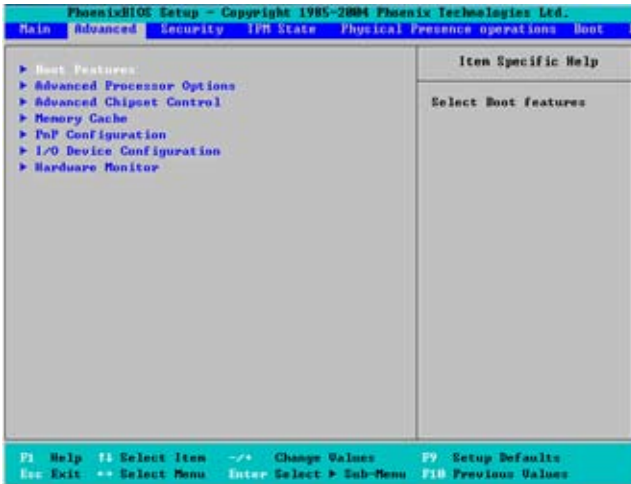 PhoenixBIOS Setup - Copyright 1985-2004 Phoenix Technologies Ltd.
Main Advanced Security TPM State Physical Presence operations Boot
Item Specific Help
▶ Boot Features
Select Boot features
▶ Advanced Processor Options
▶ Advanced Chipset Control
▶ Memory Cache
▶ PnP Configuration
▶ I/O Device Configuration
▶ Hardware Monitor
F1 Help ↑↓ Select Item -/+ Change Values F9 Setup Defaults
Esc Exit ↔ Select Menu Enter Select ▶ Sub-Menu F10 Previous Values